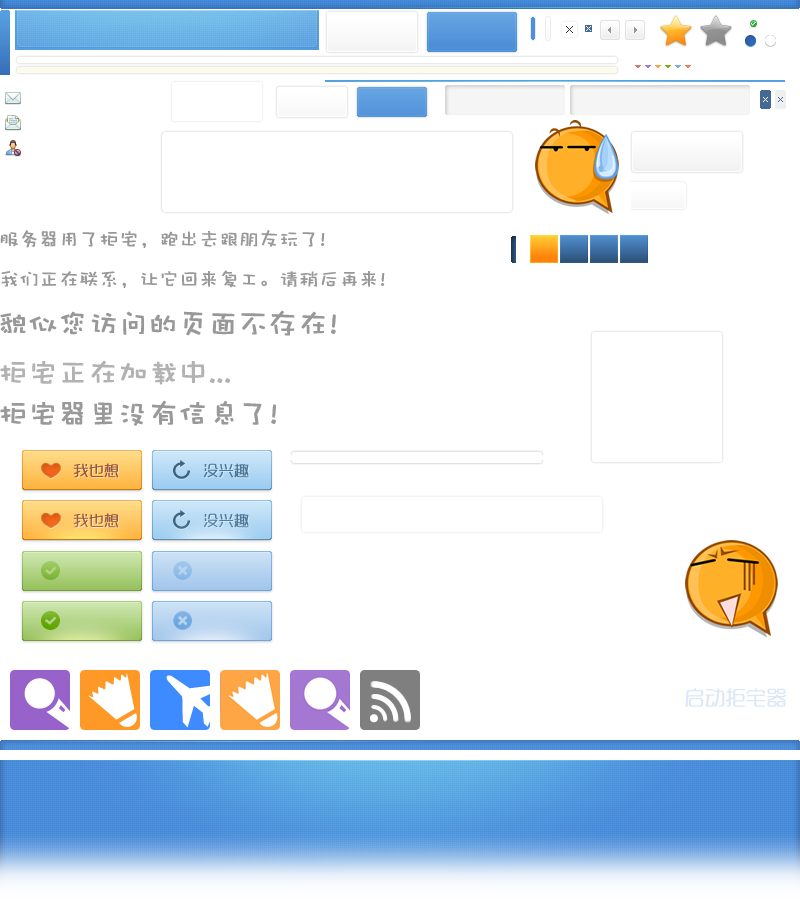 服务器用了拒宅，跑出去跟朋友玩了！
我们正在联系，让它回来复工。请稍后再来！
貌似您访问的页面不存在！
拒宅正在加载中...
拒宅器里没有信息了！
我也想
没兴趣
我也想
没兴趣
启动拒宅器